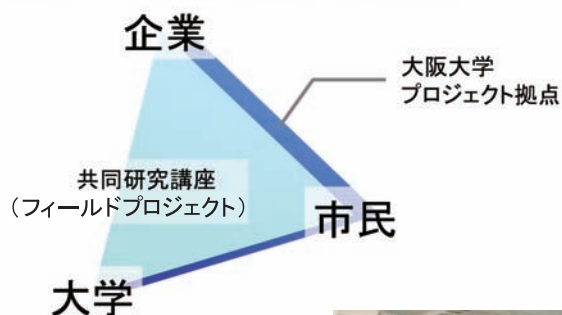 企業
大阪大学
プロジェクト拠点
共同研究講座
（フィールドプロジェクト）
市民
大学